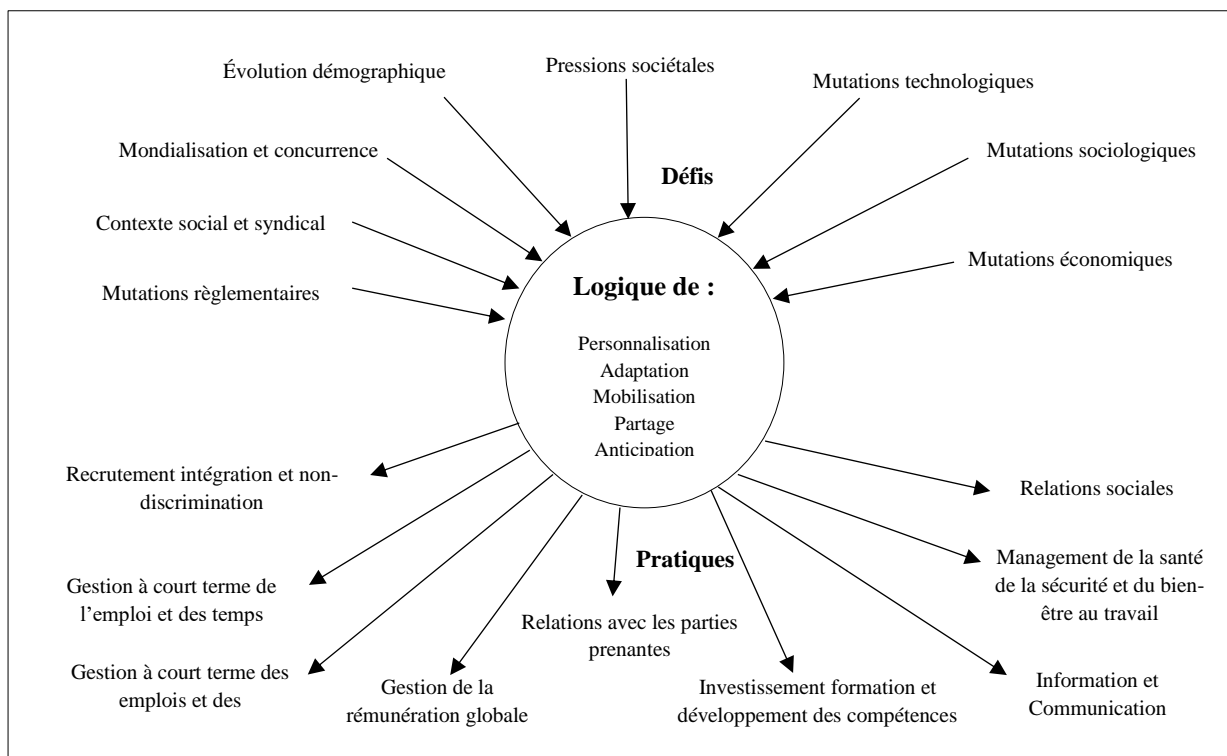 Évolution démographique
Pressions sociétales
Mutations technologiques
Mondialisation et concurrence
Mutations sociologiques
Défis
Contexte social et syndical
Mutations économiques
Mutations règlementaires
Logique de :
Personnalisation
Adaptation
Mobilisation
Partage
Anticipation
Recrutement intégration et non-
discrimination
Relations sociales
Pratiques
Management de la santé
de la sécurité et du bien-
être au travail
Gestion à court terme de
l’emploi et des temps
Relations avec les parties
prenantes
Gestion à court terme des
emplois et des
Gestion de la
rémunération globale
Investissement formation et
développement des compétences
Information et
Communication